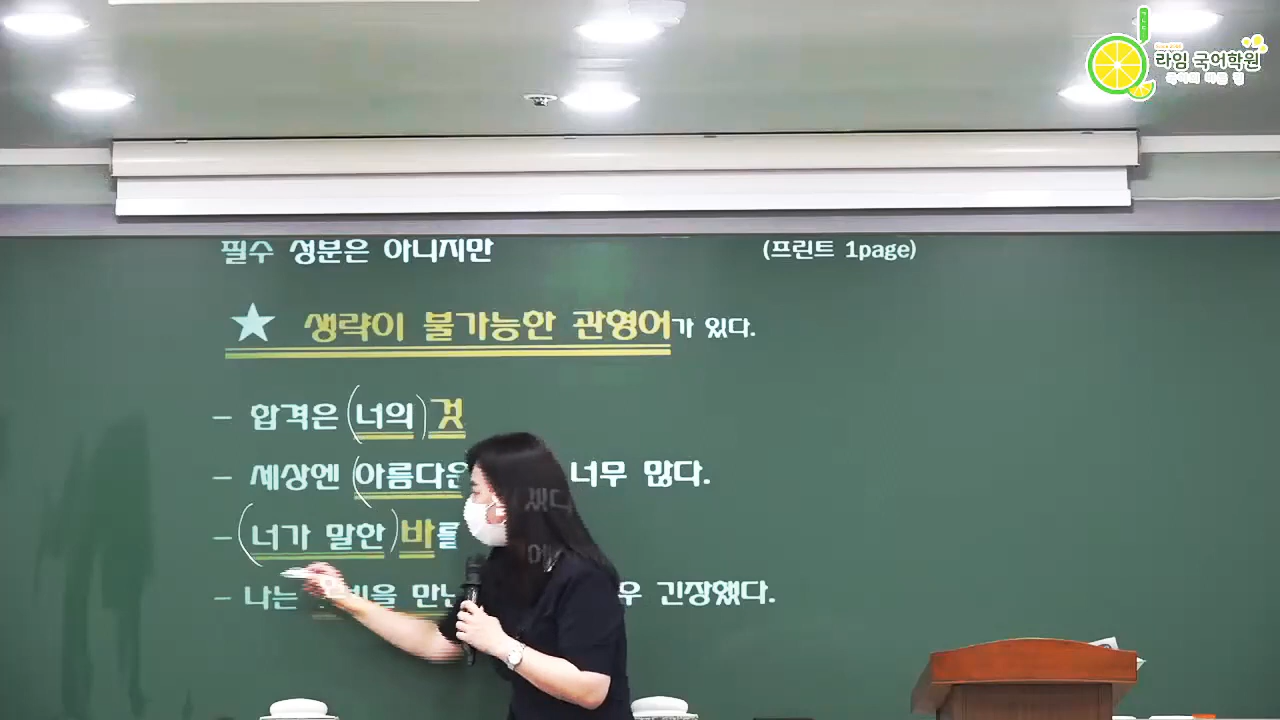 라임 국어학원
필수 성분은 아니지만 (프린트 1page)
★ 생략이 불가능한 관형어가 있다.
- 합격은 (너의) 것
- 세상엔 (아름다운 너무 많다.
- (너가 말한) 바를
- 나는 만난 긴장했다.